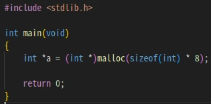 #include <stdlib.h>
int main(void)
{
    int *a = (int *)malloc(sizeof(int) * 8);
    return 0;
}